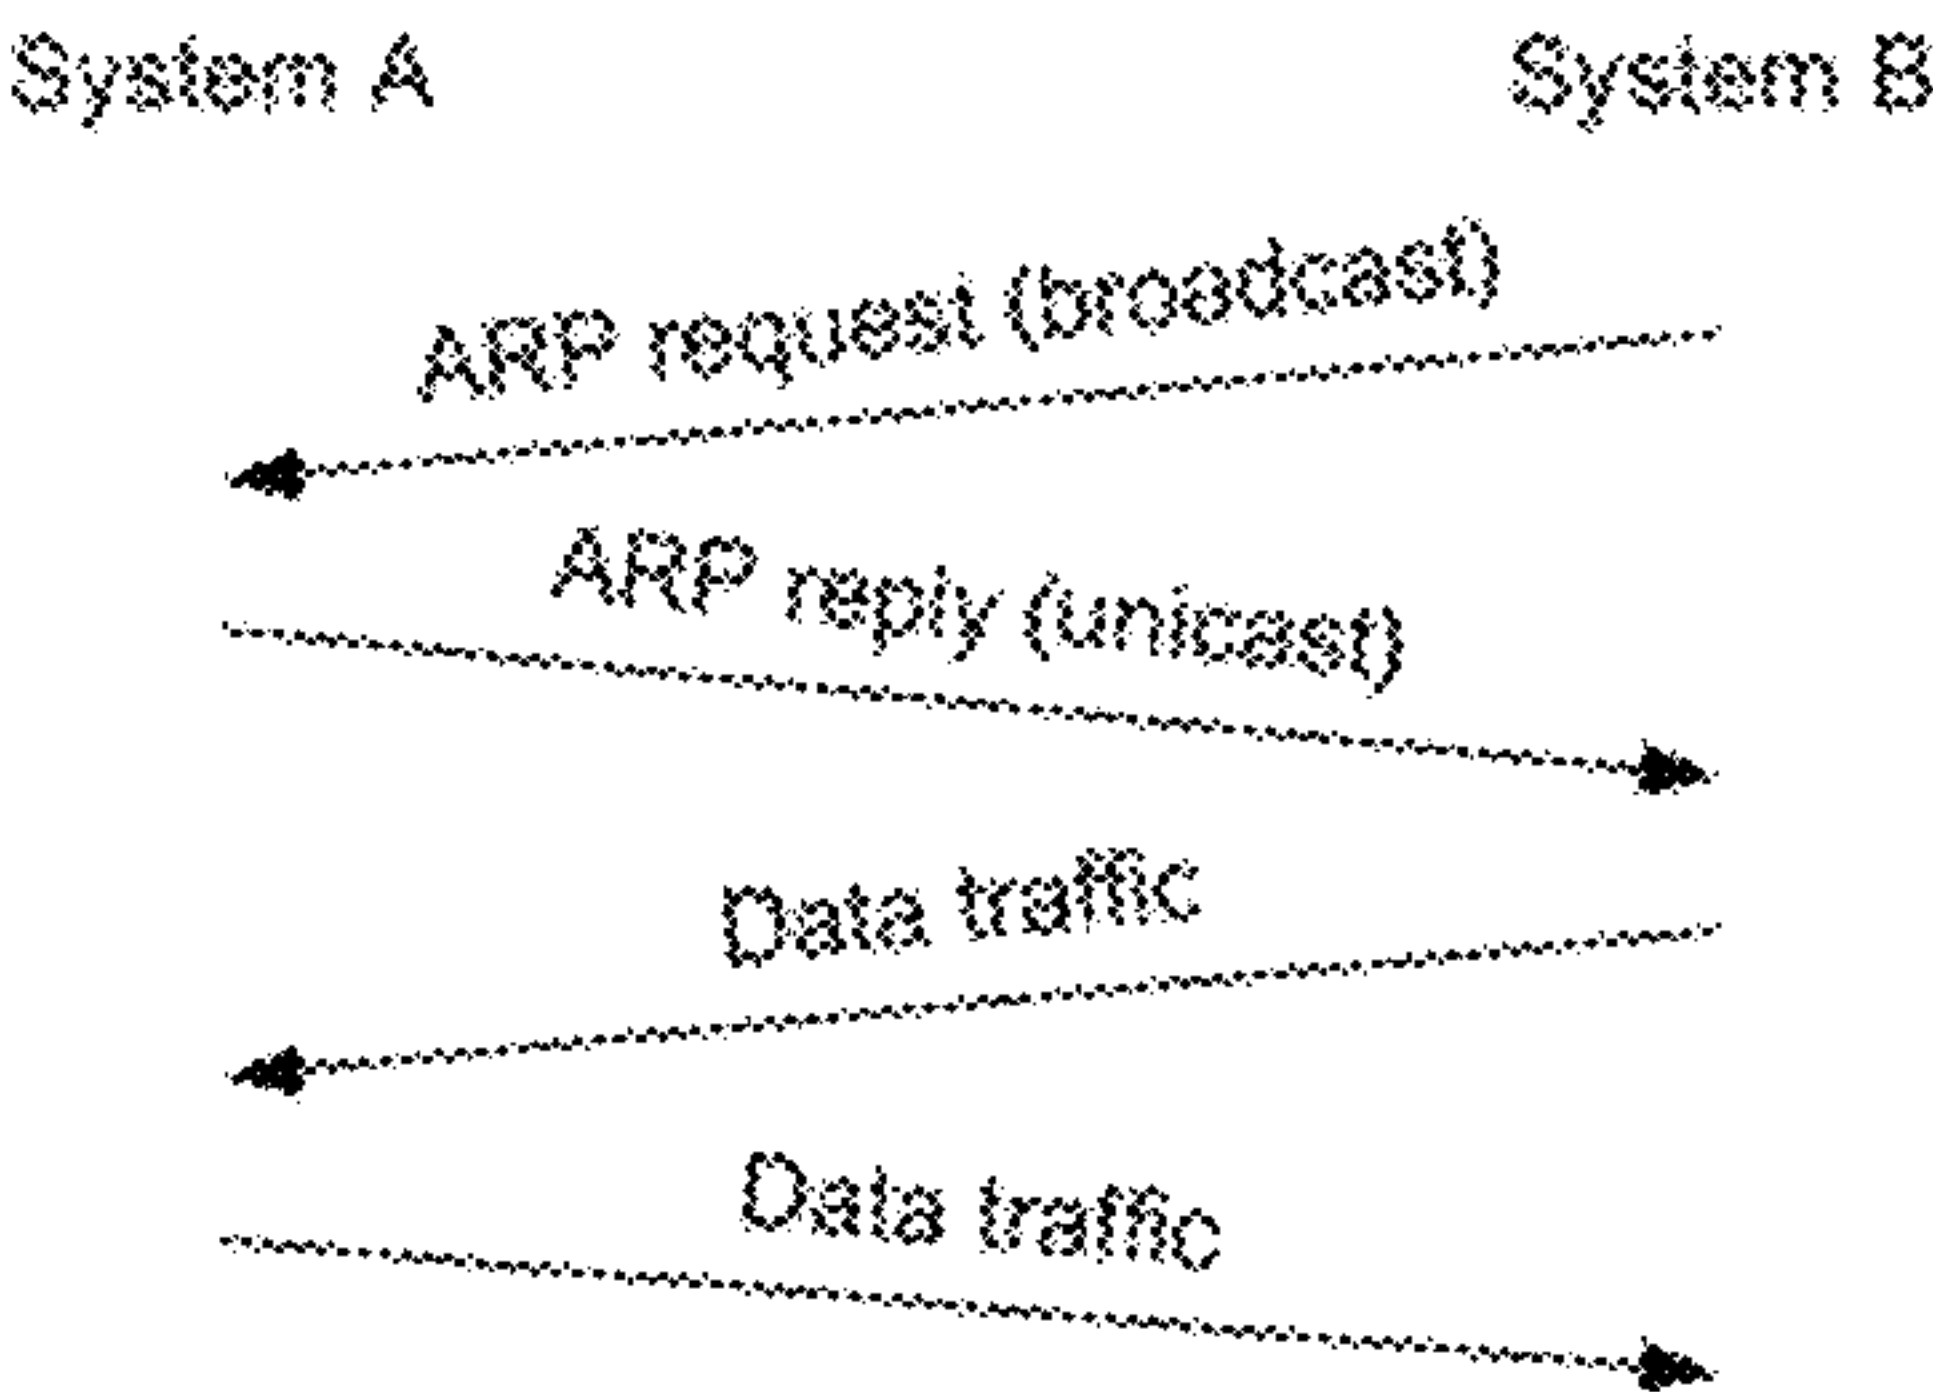 System A
System B
ARP request (broadcast)
ARP reply (unicast)
Data traffic
Data traffic